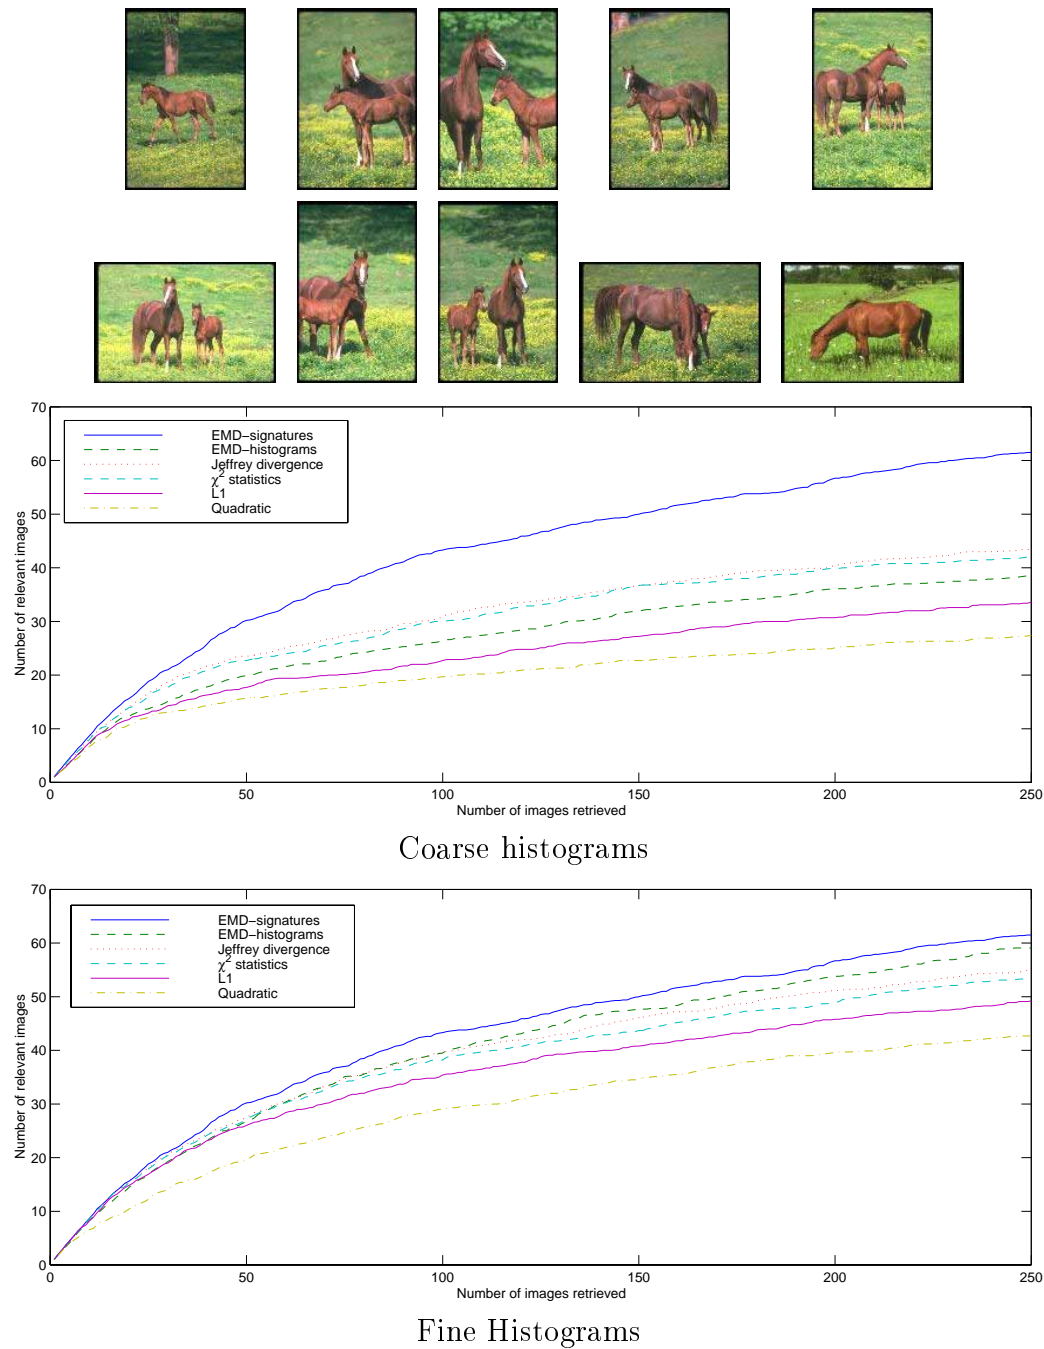 70
60
50
40
30
20
10
0
Number of relevant images
EMD−signatures
EMD−histograms
Jeffrey divergence
χ² statistics
L1
Quadratic
0 50 100 150 200 250
Number of images retrieved
Coarse histograms
70
60
50
40
30
20
10
0
Number of relevant images
EMD−signatures
EMD−histograms
Jeffrey divergence
χ² statistics
L1
Quadratic
0 50 100 150 200 250
Number of images retrieved
Fine Histograms